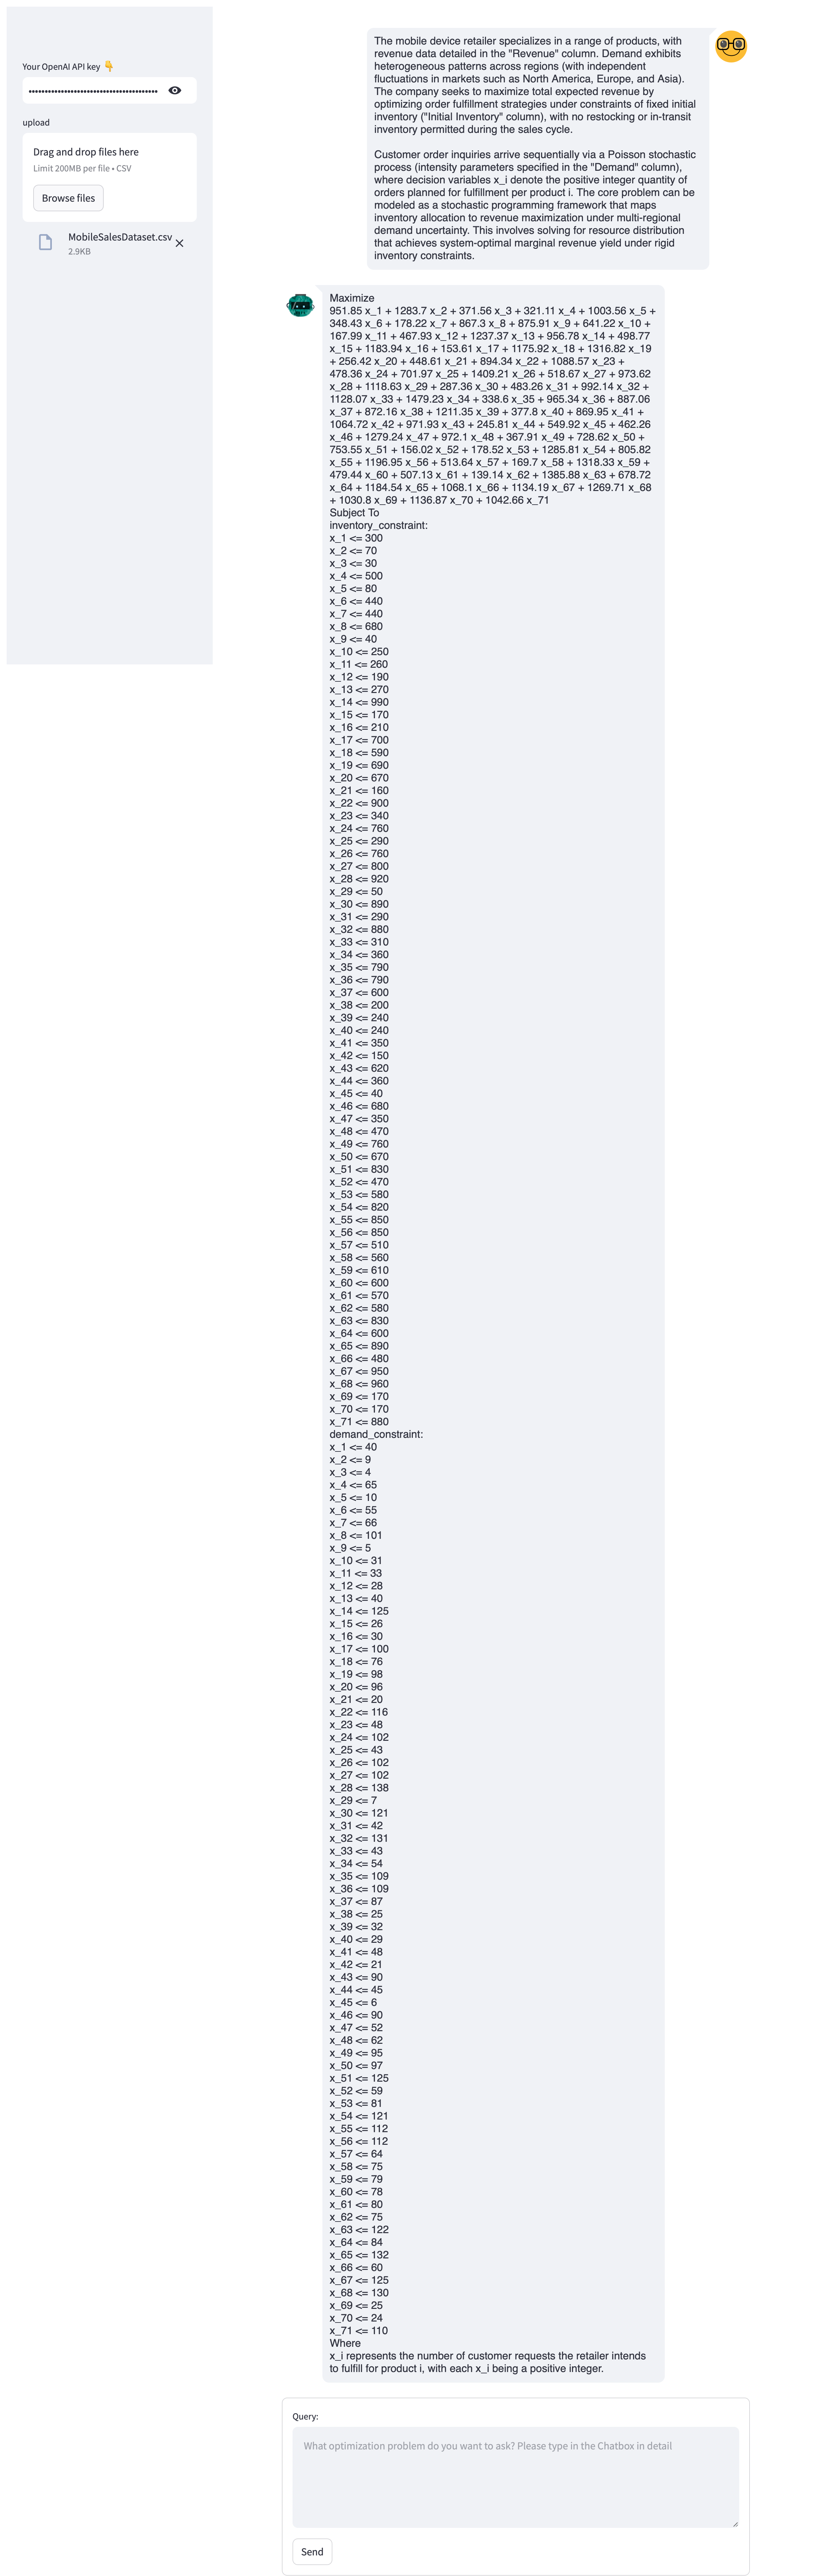 Your OpenAI API key 👇
••••••••••••••••••••••••••••••••••••••••
upload
Drag and drop files here
Limit 200MB per file • CSV
Browse files
MobileSalesDataset.csv
2.9KB
The mobile device retailer specializes in a range of products, with
revenue data detailed in the "Revenue" column. Demand exhibits
heterogeneous patterns across regions (with independent
fluctuations in markets such as North America, Europe, and Asia).
The company seeks to maximize total expected revenue by
optimizing order fulfillment strategies under constraints of fixed initial
inventory ("Initial Inventory" column), with no restocking or in-transit
inventory permitted during the sales cycle.
Customer order inquiries arrive sequentially via a Poisson stochastic
process (intensity parameters specified in the "Demand" column),
where decision variables x_i denote the positive integer quantity of
orders planned for fulfillment per product i. The core problem can be
modeled as a stochastic programming framework that maps
inventory allocation to revenue maximization under multi-regional
demand uncertainty. This involves solving for resource distribution
that achieves system-optimal marginal revenue yield under rigid
inventory constraints.
Maximize
951.85 x_1 + 1283.7 x_2 + 371.56 x_3 + 321.11 x_4 + 1003.56 x_5 +
348.43 x_6 + 178.22 x_7 + 867.3 x_8 + 875.91 x_9 + 641.22 x_10 +
167.99 x_11 + 467.93 x_12 + 1237.37 x_13 + 956.78 x_14 + 498.77
x_15 + 1183.94 x_16 + 153.61 x_17 + 1175.92 x_18 + 1316.82 x_19
+ 256.42 x_20 + 448.61 x_21 + 894.34 x_22 + 1088.57 x_23 +
478.36 x_24 + 701.97 x_25 + 1409.21 x_26 + 518.67 x_27 + 973.62
x_28 + 1118.63 x_29 + 287.36 x_30 + 483.26 x_31 + 992.14 x_32 +
1128.07 x_33 + 1479.23 x_34 + 338.6 x_35 + 965.34 x_36 + 887.06
x_37 + 872.16 x_38 + 1211.35 x_39 + 377.8 x_40 + 869.95 x_41 +
1064.72 x_42 + 971.93 x_43 + 245.81 x_44 + 549.92 x_45 + 462.26
x_46 + 1279.24 x_47 + 972.1 x_48 + 367.91 x_49 + 728.62 x_50 +
753.55 x_51 + 156.02 x_52 + 178.52 x_53 + 1285.81 x_54 + 805.82
x_55 + 1196.95 x_56 + 513.64 x_57 + 169.7 x_58 + 1318.33 x_59 +
479.44 x_60 + 507.13 x_61 + 139.14 x_62 + 1385.88 x_63 + 678.72
x_64 + 1184.54 x_65 + 1068.1 x_66 + 1134.19 x_67 + 1269.71 x_68
+ 1030.8 x_69 + 1136.87 x_70 + 1042.66 x_71
Subject To
inventory_constraint:
x_1 <= 300
x_2 <= 70
x_3 <= 30
x_4 <= 500
x_5 <= 80
x_6 <= 440
x_7 <= 440
x_8 <= 680
x_9 <= 40
x_10 <= 250
x_11 <= 260
x_12 <= 190
x_13 <= 270
x_14 <= 990
x_15 <= 170
x_16 <= 210
x_17 <= 700
x_18 <= 590
x_19 <= 690
x_20 <= 670
x_21 <= 160
x_22 <= 900
x_23 <= 340
x_24 <= 760
x_25 <= 290
x_26 <= 760
x_27 <= 800
x_28 <= 920
x_29 <= 50
x_30 <= 890
x_31 <= 290
x_32 <= 880
x_33 <= 310
x_34 <= 360
x_35 <= 790
x_36 <= 790
x_37 <= 600
x_38 <= 200
x_39 <= 240
x_40 <= 240
x_41 <= 350
x_42 <= 150
x_43 <= 620
x_44 <= 360
x_45 <= 40
x_46 <= 680
x_47 <= 350
x_48 <= 470
x_49 <= 760
x_50 <= 670
x_51 <= 830
x_52 <= 470
x_53 <= 580
x_54 <= 820
x_55 <= 850
x_56 <= 850
x_57 <= 510
x_58 <= 560
x_59 <= 610
x_60 <= 600
x_61 <= 570
x_62 <= 580
x_63 <= 830
x_64 <= 600
x_65 <= 890
x_66 <= 480
x_67 <= 950
x_68 <= 960
x_69 <= 170
x_70 <= 170
x_71 <= 880
demand_constraint:
x_1 <= 40
x_2 <= 9
x_3 <= 4
x_4 <= 65
x_5 <= 10
x_6 <= 55
x_7 <= 66
x_8 <= 101
x_9 <= 5
x_10 <= 31
x_11 <= 33
x_12 <= 28
x_13 <= 40
x_14 <= 125
x_15 <= 26
x_16 <= 30
x_17 <= 100
x_18 <= 76
x_19 <= 98
x_20 <= 96
x_21 <= 20
x_22 <= 116
x_23 <= 48
x_24 <= 102
x_25 <= 43
x_26 <= 102
x_27 <= 102
x_28 <= 138
x_29 <= 7
x_30 <= 121
x_31 <= 42
x_32 <= 131
x_33 <= 43
x_34 <= 54
x_35 <= 109
x_36 <= 109
x_37 <= 87
x_38 <= 25
x_39 <= 32
x_40 <= 29
x_41 <= 48
x_42 <= 21
x_43 <= 90
x_44 <= 45
x_45 <= 6
x_46 <= 90
x_47 <= 52
x_48 <= 62
x_49 <= 95
x_50 <= 97
x_51 <= 125
x_52 <= 59
x_53 <= 81
x_54 <= 121
x_55 <= 112
x_56 <= 112
x_57 <= 64
x_58 <= 75
x_59 <= 79
x_60 <= 78
x_61 <= 80
x_62 <= 75
x_63 <= 122
x_64 <= 84
x_65 <= 132
x_66 <= 60
x_67 <= 125
x_68 <= 130
x_69 <= 25
x_70 <= 24
x_71 <= 110
Where
x_i represents the number of customer requests the retailer intends
to fulfill for product i, with each x_i being a positive integer.
Query:
What optimization problem do you want to ask? Please type in the Chatbox in detail
Send